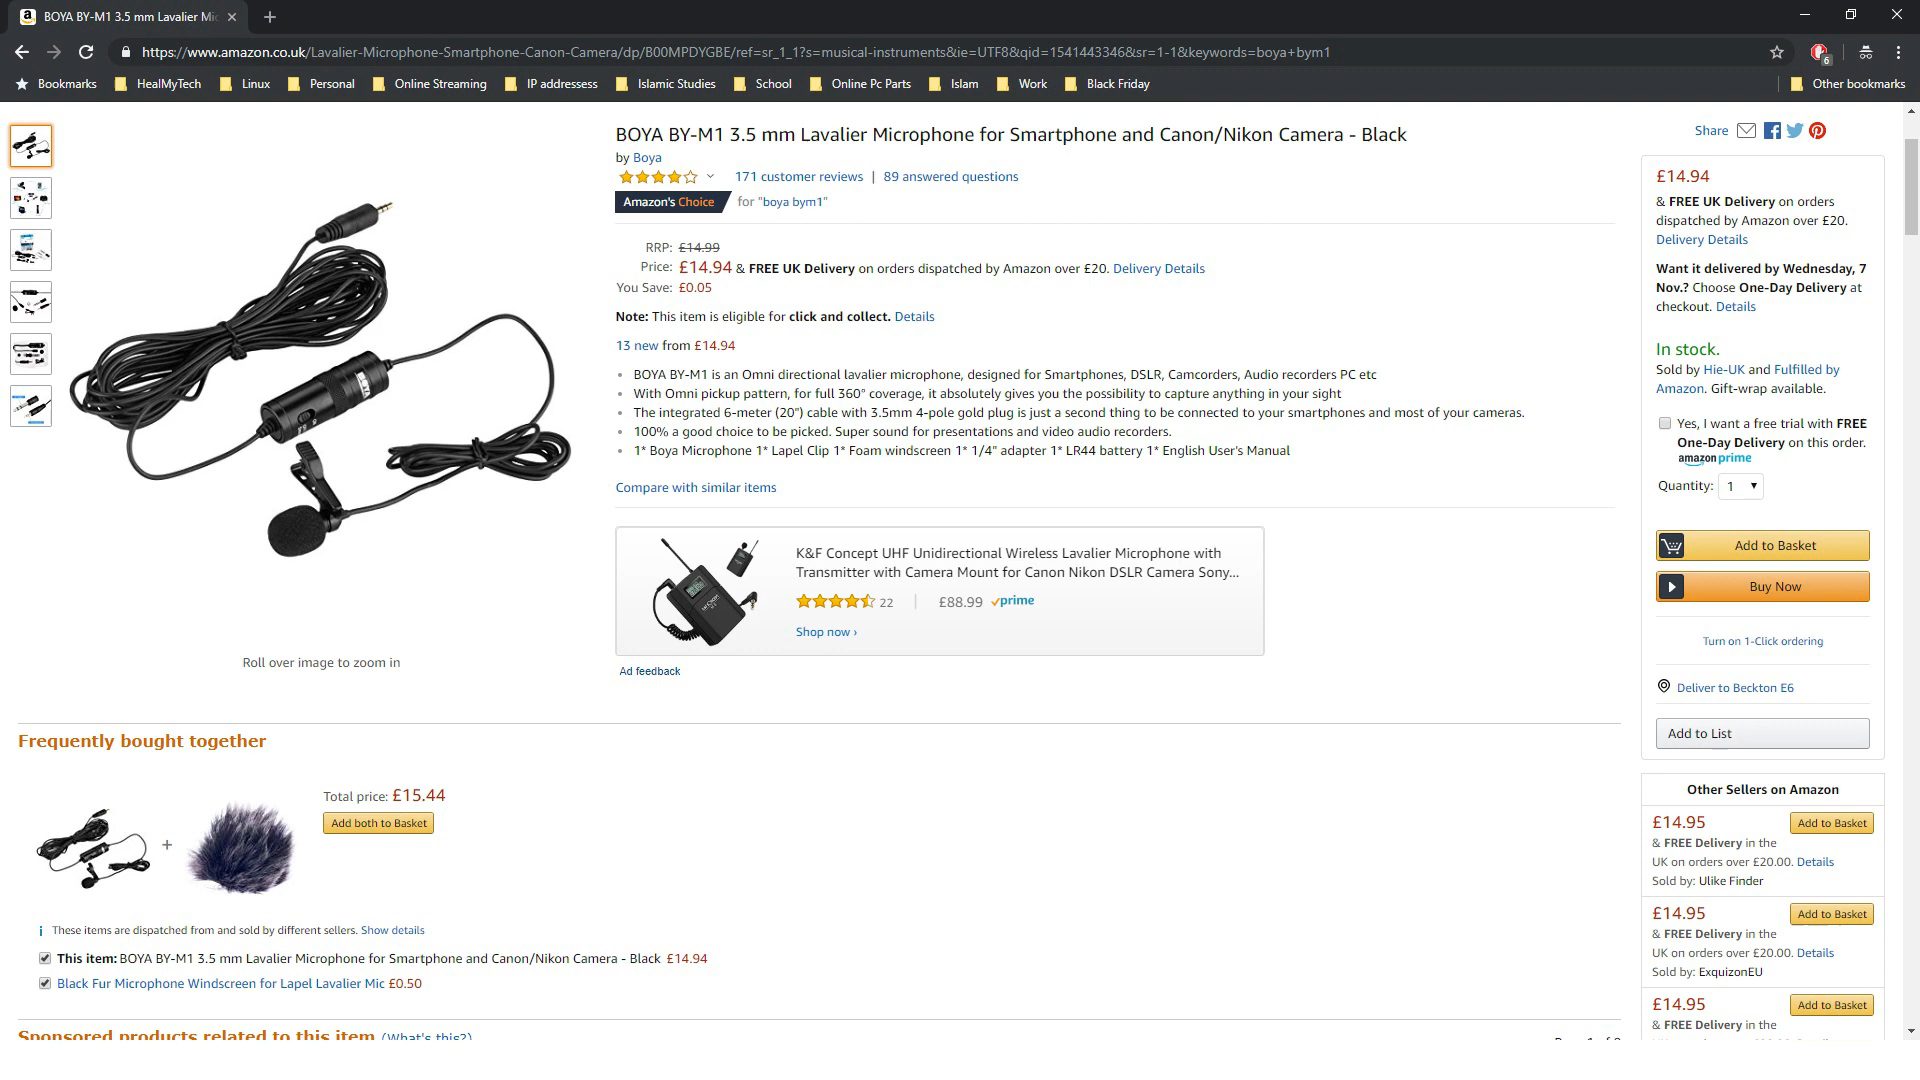 BOYA BY-M1 3.5 mm Lavalier Mic
https://www.amazon.co.uk/Lavalier-Microphone-Smartphone-Canon-Camera/dp/B00MPDYGBE/ref=sr_1_1?s=musical-instruments&ie=UTF8&qid=1541443346&sr=1-1&keywords=boya+bym1
6
Bookmarks HealMyTech Linux Personal Online Streaming IP addressess Islamic Studies School Online Pc Parts Islam Work Black Friday Other bookmarks
BOYA BY-M1 3.5 mm Lavalier Microphone for Smartphone and Canon/Nikon Camera - Black
by Boya
171 customer reviews | 89 answered questions
Amazon's Choice for "boya bym1"
RRP: £14.99
Price: £14.94 & FREE UK Delivery on orders dispatched by Amazon over £20. Delivery Details
You Save: £0.05
Note: This item is eligible for click and collect. Details
13 new from £14.94
• BOYA BY-M1 is an Omni directional lavalier microphone, designed for Smartphones, DSLR, Camcorders, Audio recorders PC etc
• With Omni pickup pattern, for full 360° coverage, it absolutely gives you the possibility to capture anything in your sight
• The integrated 6-meter (20") cable with 3.5mm 4-pole gold plug is just a second thing to be connected to your smartphones and most of your cameras.
• 100% a good choice to be picked. Super sound for presentations and video audio recorders.
• 1* Boya Microphone 1* Lapel Clip 1* Foam windscreen 1* 1/4" adapter 1* LR44 battery 1* English User's Manual
Compare with similar items
K&F Concept UHF Unidirectional Wireless Lavalier Microphone with
Transmitter with Camera Mount for Canon Nikon DSLR Camera Sony...
22 | £88.99 prime
Shop now ›
Ad feedback
Roll over image to zoom in
Share
£14.94
& FREE UK Delivery on orders
dispatched by Amazon over £20.
Delivery Details
Want it delivered by Wednesday, 7
Nov.? Choose One-Day Delivery at
checkout. Details
In stock.
Sold by Hie-UK and Fulfilled by
Amazon. Gift-wrap available.
Yes, I want a free trial with FREE
One-Day Delivery on this order.
amazon prime
Quantity: 1
Add to Basket
Buy Now
Turn on 1-Click ordering
Deliver to Beckton E6
Add to List
Frequently bought together
+
Total price: £15.44
Add both to Basket
i These items are dispatched from and sold by different sellers. Show details
This item: BOYA BY-M1 3.5 mm Lavalier Microphone for Smartphone and Canon/Nikon Camera - Black £14.94
Black Fur Microphone Windscreen for Lapel Lavalier Mic £0.50
Sponsored products related to this item (What's this?)
Other Sellers on Amazon
£14.95 Add to Basket
& FREE Delivery in the
UK on orders over £20.00. Details
Sold by: Ulike Finder
£14.95 Add to Basket
& FREE Delivery in the
UK on orders over £20.00. Details
Sold by: ExquizonEU
£14.95 Add to Basket
& FREE Delivery in the